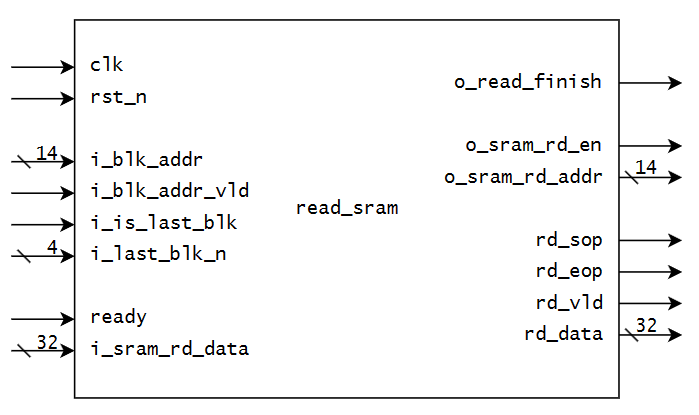 clk
rst_n
14
i_blk_addr
i_blk_addr_vld
i_is_last_blk
4
i_last_blk_n
ready
32
i_sram_rd_data
read_sram
o_read_finish
o_sram_rd_en
o_sram_rd_addr
14
rd_sop
rd_eop
rd_vld
rd_data
32